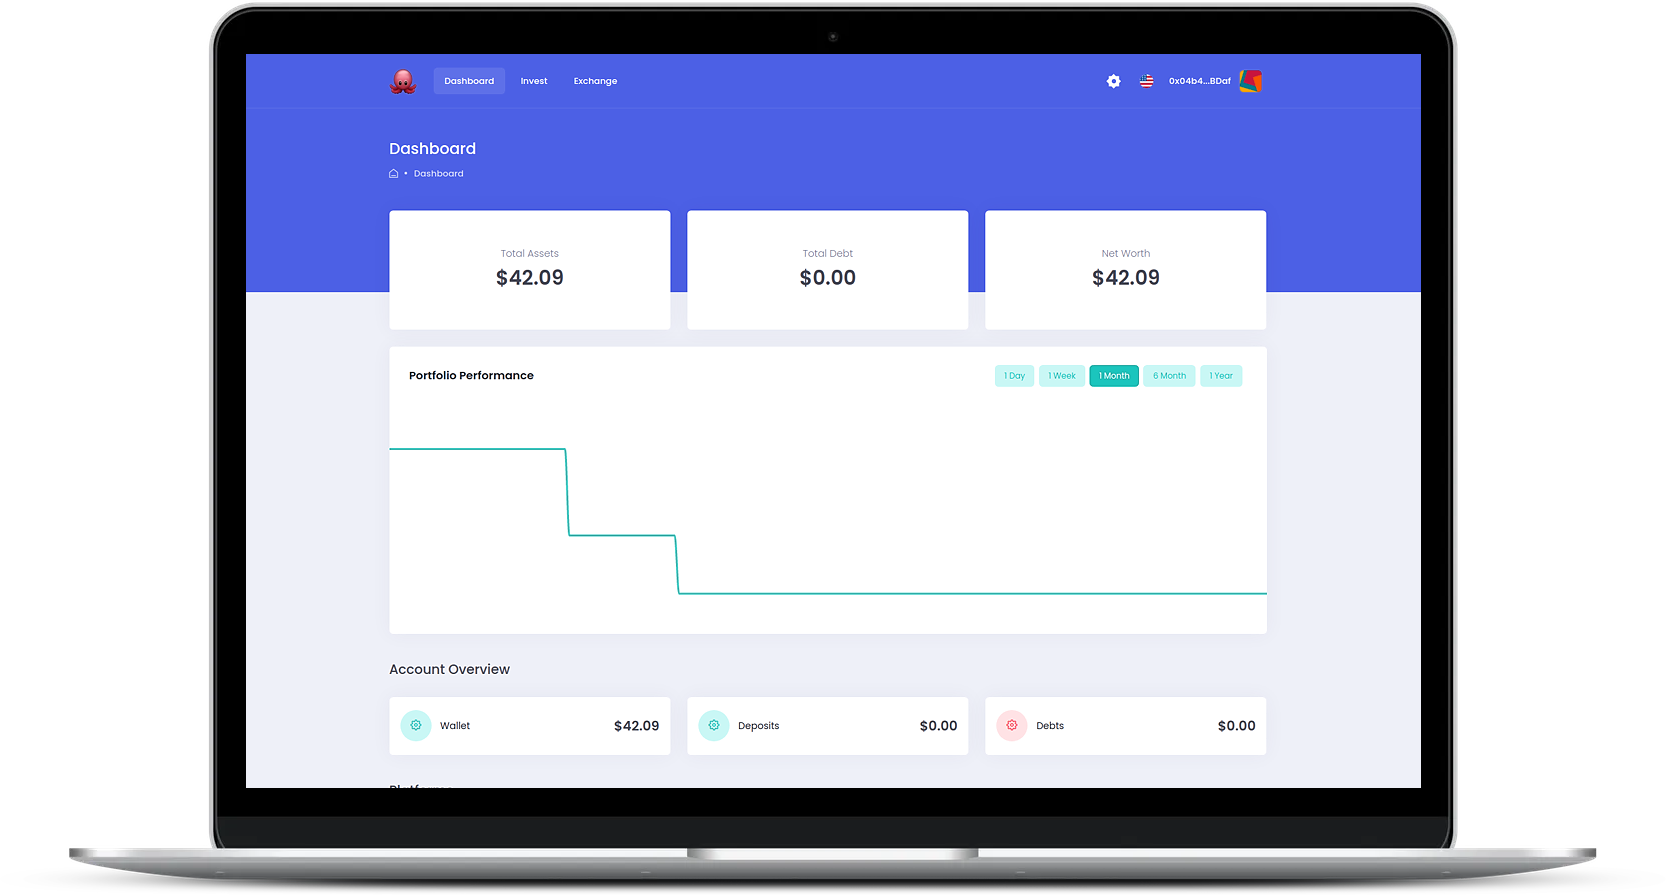 Dashboard Invest Exchange 0x04b4...BDaf
Dashboard
• Dashboard
Total Assets Total Debt Net Worth
$42.09 $0.00 $42.09
Portfolio Performance 1 Day 1 Week 1 Month 6 Month 1 Year
Account Overview
Wallet $42.09 Deposits $0.00 Debts $0.00